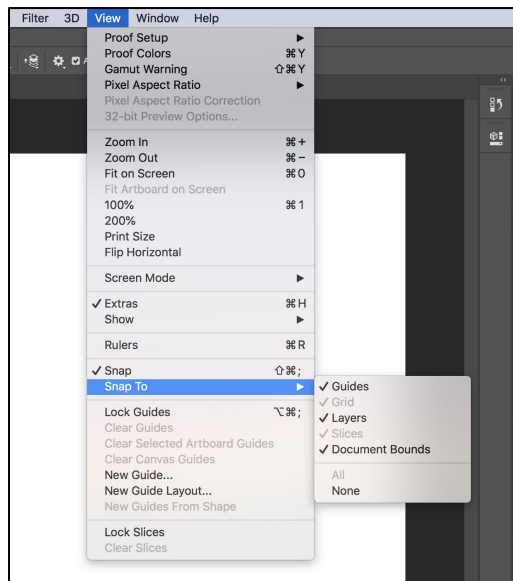 Filter 3D View Window Help
Proof Setup ▶
Proof Colors ⌘Y
Gamut Warning ⇧⌘Y
Pixel Aspect Ratio ▶
Pixel Aspect Ratio Correction
32-bit Preview Options...
Zoom In ⌘+
Zoom Out ⌘–
Fit on Screen ⌘0
Fit Artboard on Screen
100% ⌘1
200%
Print Size
Flip Horizontal
Screen Mode ▶
✓ Extras ⌘H
Show ▶
Rulers ⌘R
✓ Snap ⇧⌘;
Snap To ▶
Lock Guides ⌥⌘;
Clear Guides
Clear Selected Artboard Guides
Clear Canvas Guides
New Guide...
New Guide Layout...
New Guides From Shape
Lock Slices
Clear Slices
✓ Guides
✓ Grid
✓ Layers
✓ Slices
✓ Document Bounds
All
None